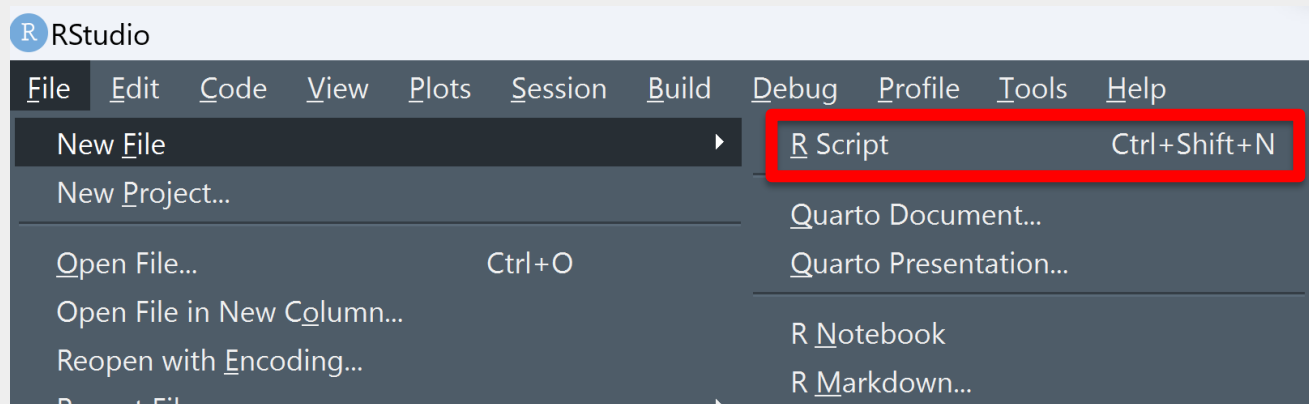 R RStudio
File Edit Code View Plots Session Build Debug Profile Tools Help
New File
New Project...
Open File... Ctrl+O
Open File in New Column...
Reopen with Encoding...
R Script Ctrl+Shift+N
Quarto Document...
Quarto Presentation...
R Notebook
R Markdown...